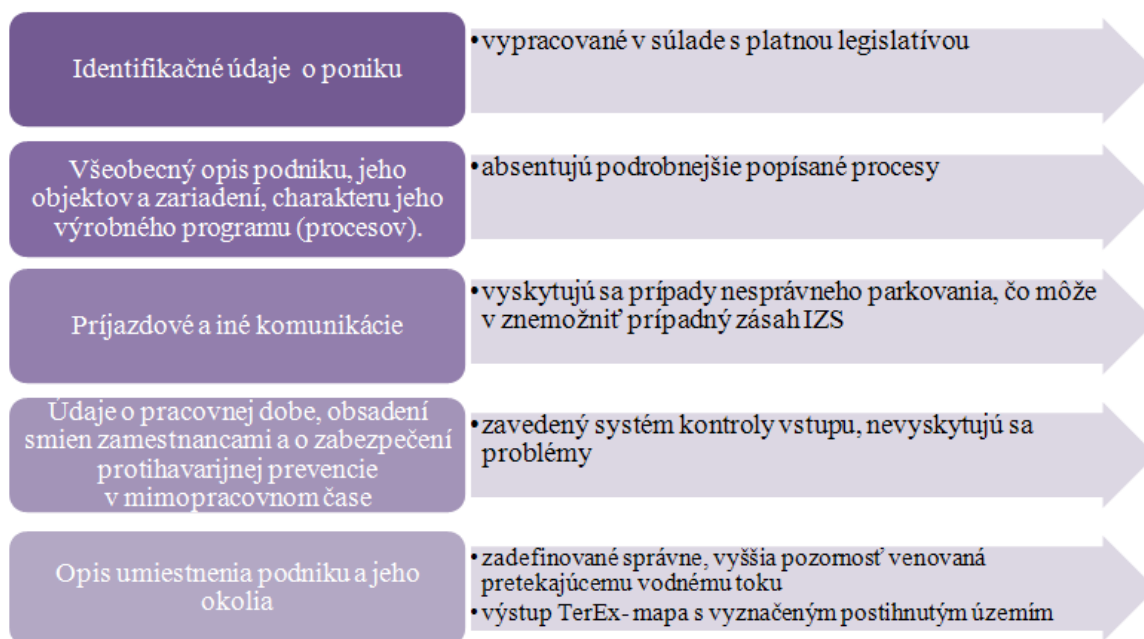 Identifikačné údaje o poniku
• vypracované v súlade s platnou legislatívou
Všeobecný opis podniku, jeho
objektov a zariadení, charakteru jeho
výrobného programu (procesov).
• absentujú podrobnejšie popísané procesy
Príjazdové a iné komunikácie
• vyskytujú sa prípady nesprávneho parkovania, čo môže
v znemožniť prípadný zásah IZS
Údaje o pracovnej dobe, obsadení
smien zamestnancami a o zabezpečení
protihavarijnej prevencie
v mimopracovnom čase
• zavedený systém kontroly vstupu, nevyskytujú sa
problémy
Opis umiestnenia podniku a jeho
okolia
• zadefinované správne, vyššia pozornosť venovaná
pretekajúcemu vodnému toku
• výstup TerEx- mapa s vyznačeným postihnutým územím